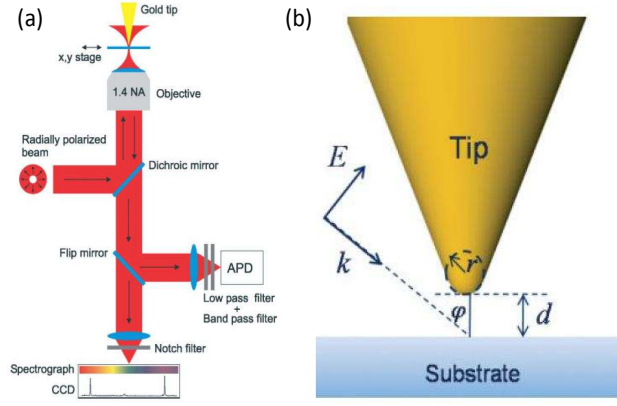 (a)
Gold tip
x,y stage
1.4 NA
Objective
Radially polarized
beam
Dichroic mirror
Flip mirror
APD
Low pass filter
+
Band pass filter
Notch filter
Spectrograph
CCD
(b)
Tip
E
k
r
φ
d
Substrate